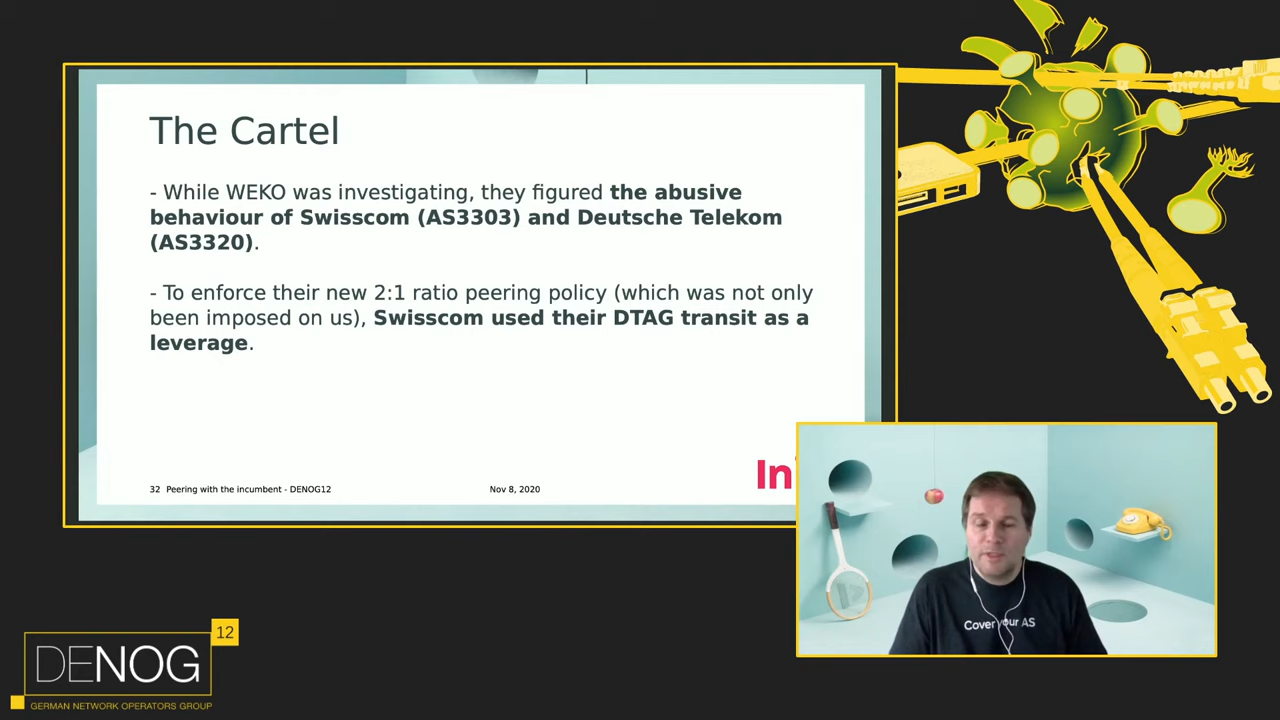 The Cartel
- While WEKO was investigating, they figured the abusive
behaviour of Swisscom (AS3303) and Deutsche Telekom
(AS3320).
- To enforce their new 2:1 ratio peering policy (which was not only
been imposed on us), Swisscom used their DTAG transit as a
leverage.
32 Peering with the incumbent - DENOG12
Nov 8, 2020
In
Cover your AS
12
DENOG
GERMAN NETWORK OPERATORS GROUP